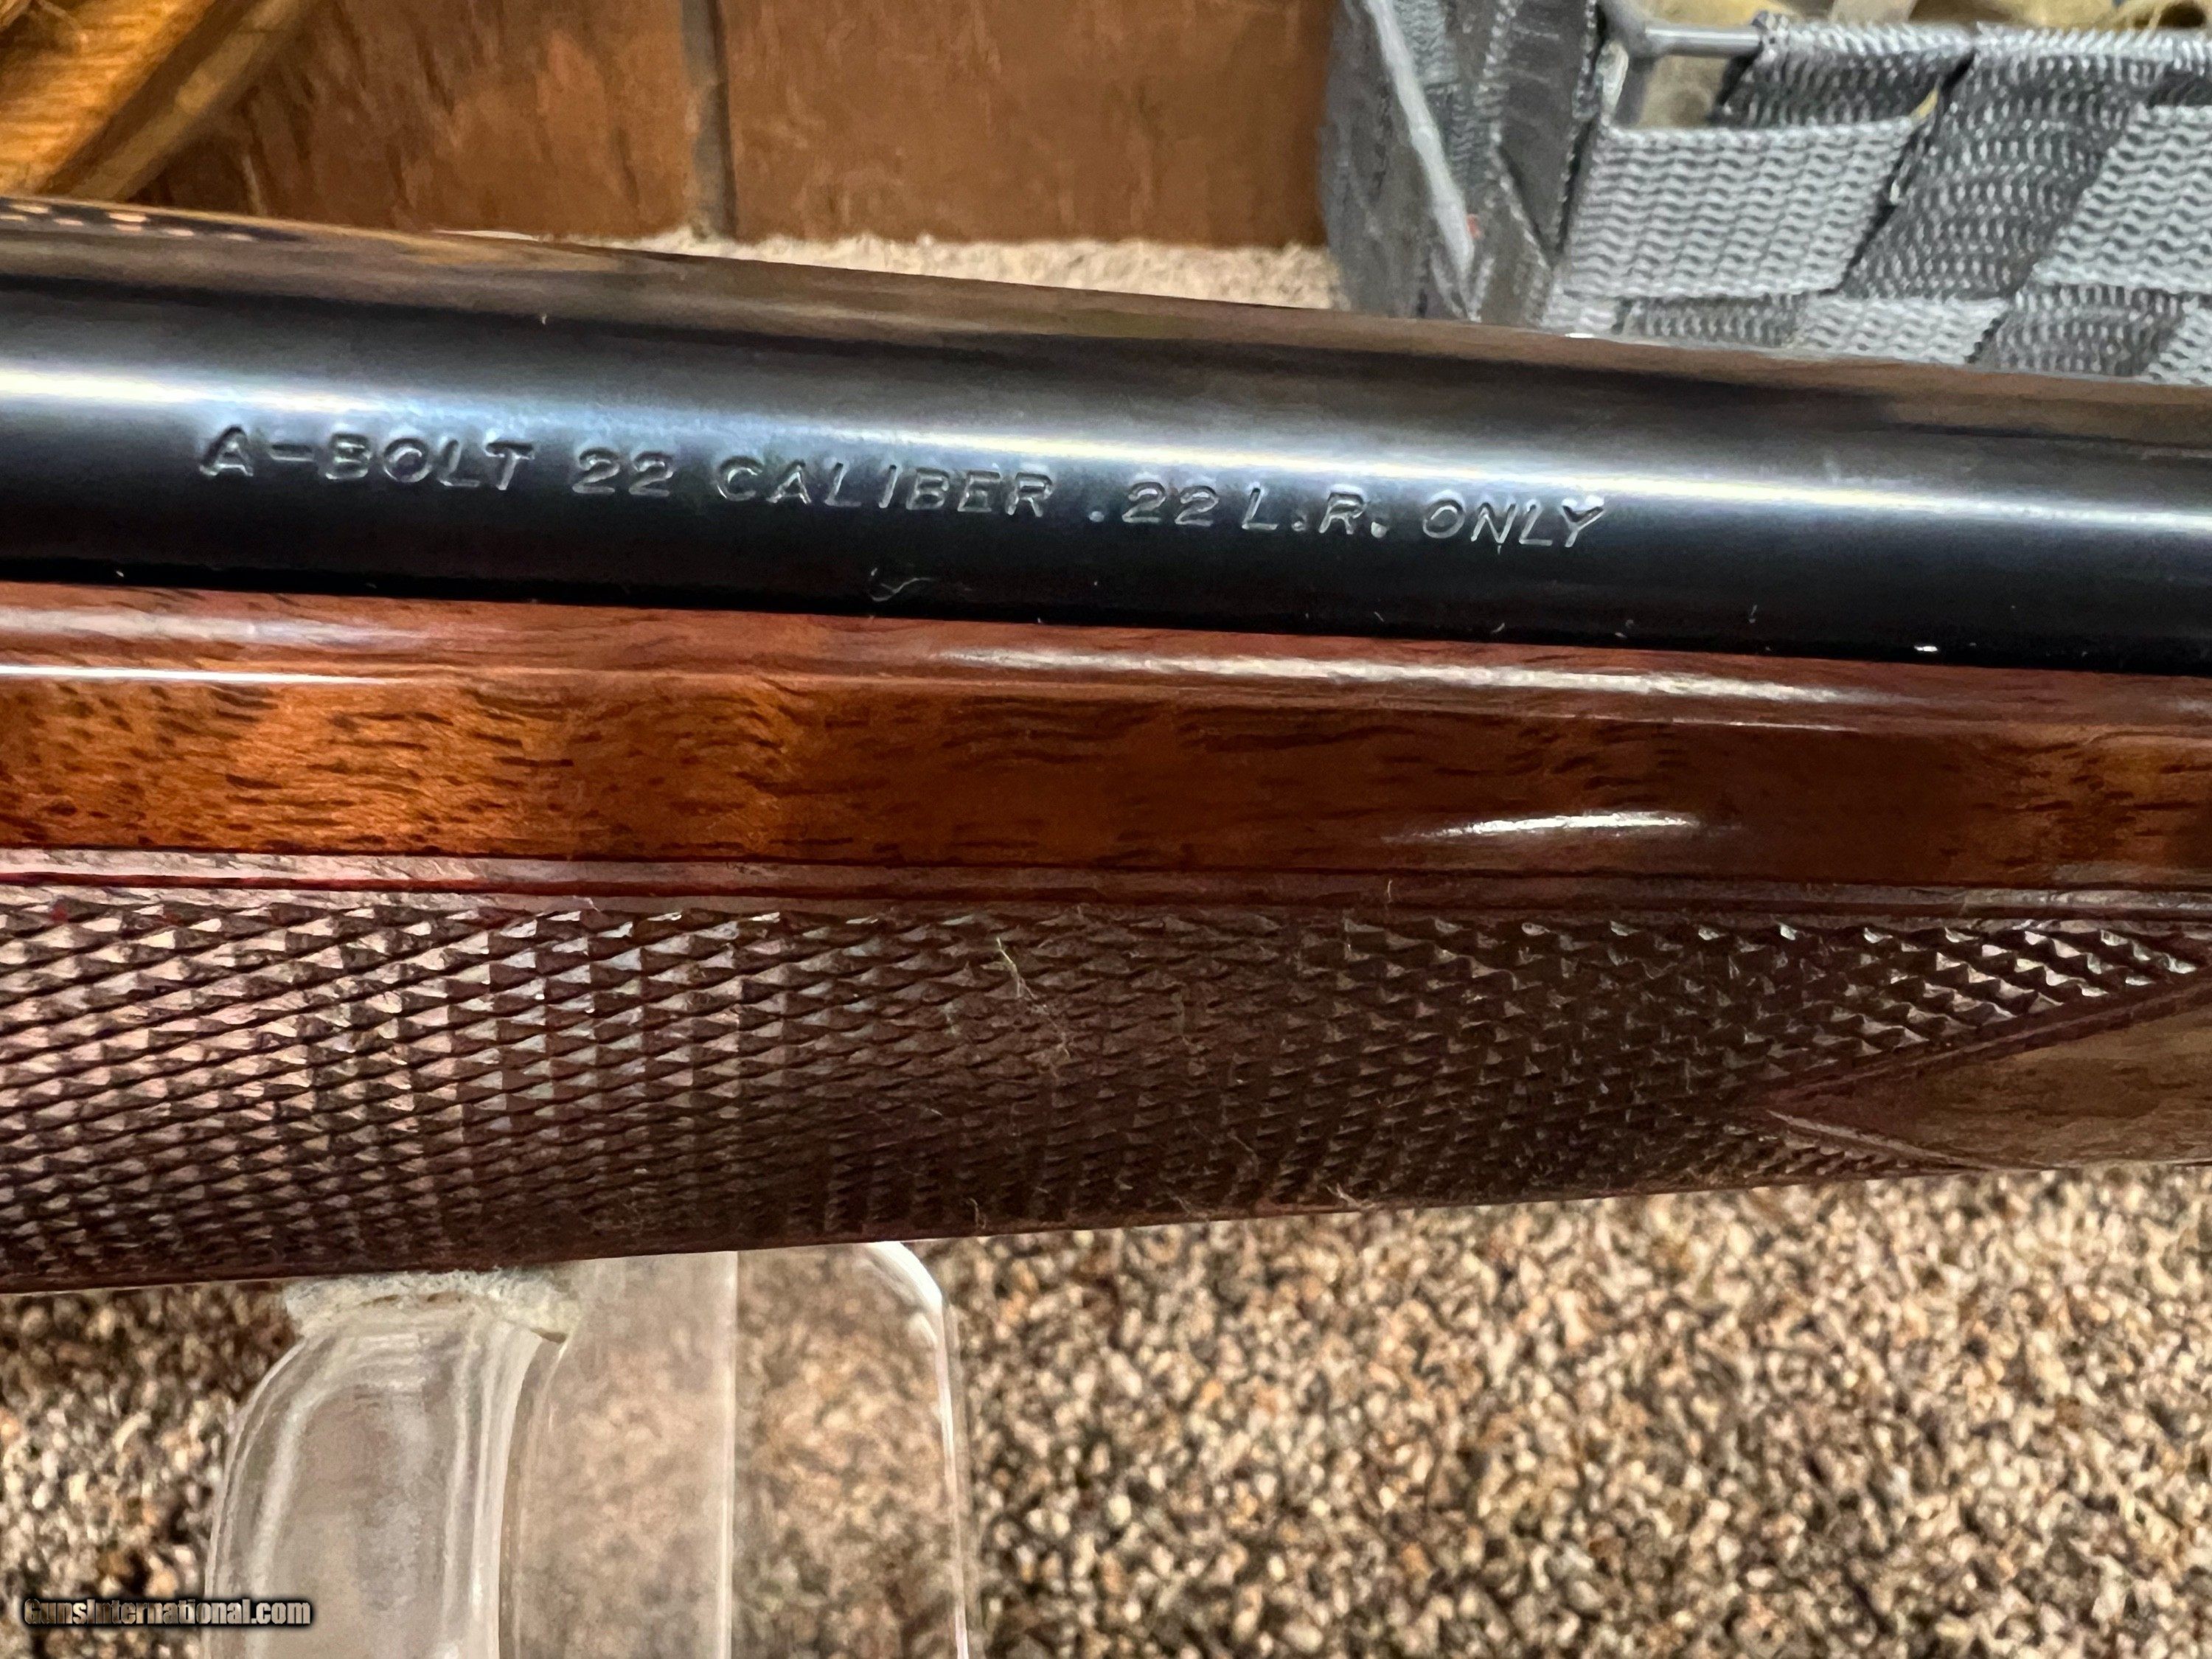 A-BOLT 22 CALIBER .22 L.R. ONLY
GunsInternational.com